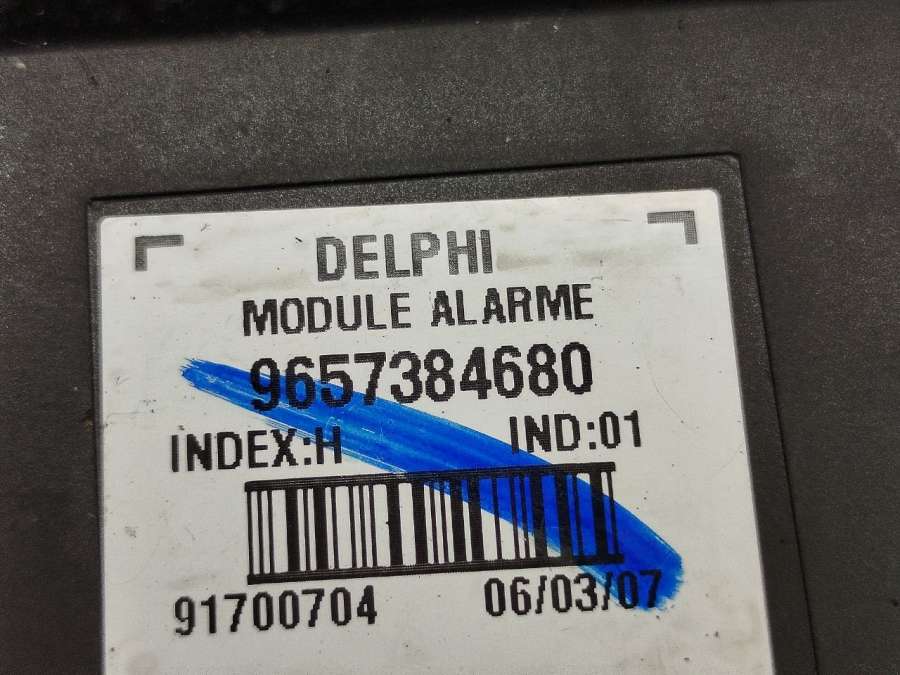 DELPHI
MODULE ALARME
9657384680
INDEX:H IND:01
91700704 06/03/07